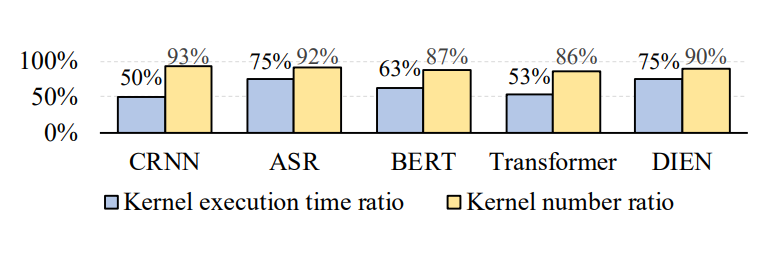 100%
50%
0%
50% 93% 75% 92% 63% 87% 53% 86% 75% 90%
CRNN ASR BERT Transformer DIEN
Kernel execution time ratio Kernel number ratio